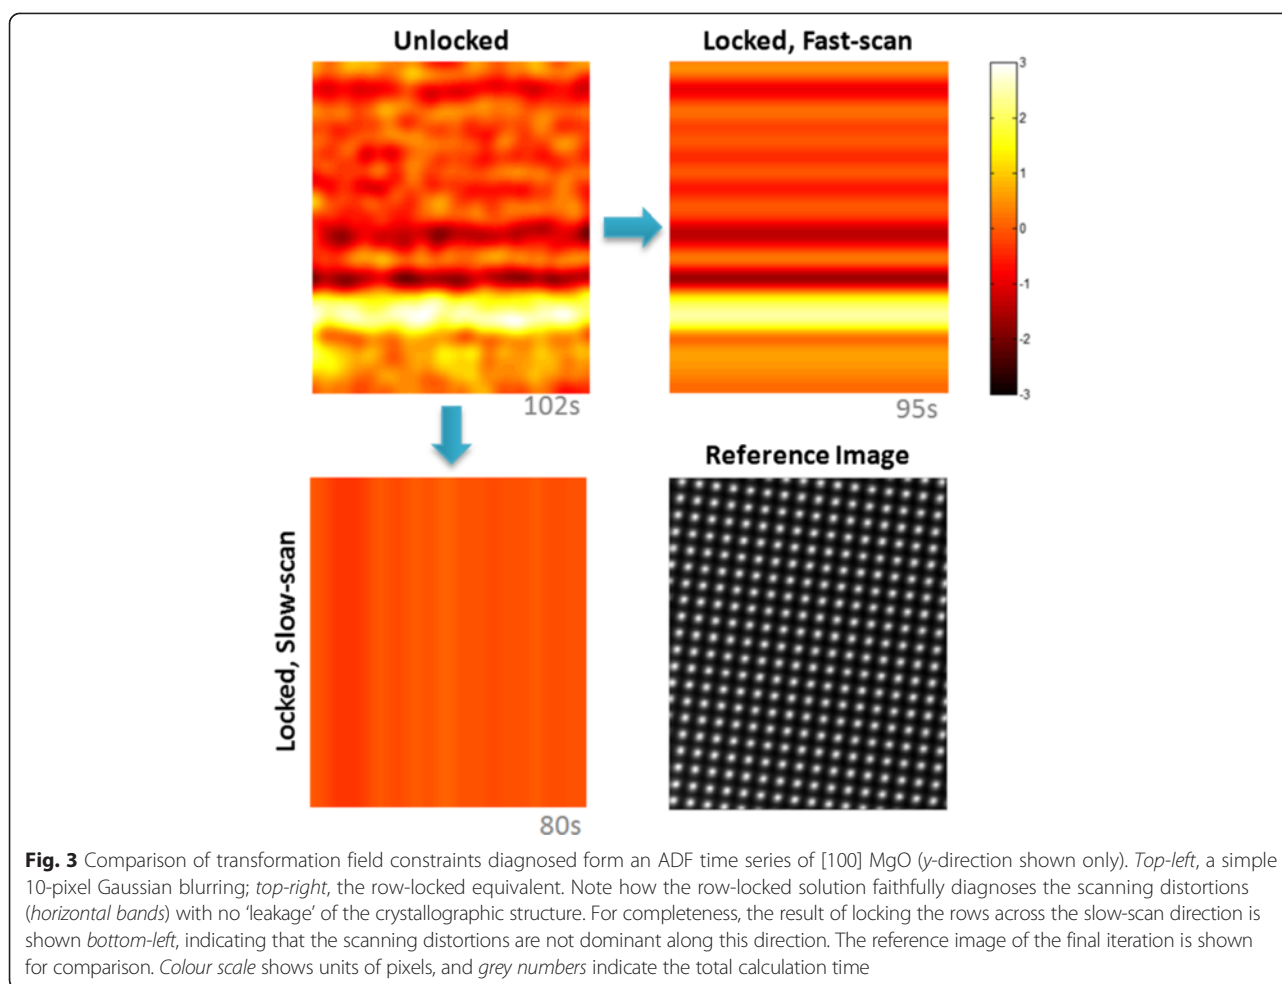 Unlocked
Locked, Fast-scan
3
2
1
0
-1
-2
-3
102s
95s
Locked, Slow-scan
Reference Image
80s
Fig. 3 Comparison of transformation field constraints diagnosed form an ADF time series of [100] MgO (y-direction shown only). Top-left, a simple
10-pixel Gaussian blurring; top-right, the row-locked equivalent. Note how the row-locked solution faithfully diagnoses the scanning distortions
(horizontal bands) with no ‘leakage’ of the crystallographic structure. For completeness, the result of locking the rows across the slow-scan direction is
shown bottom-left, indicating that the scanning distortions are not dominant along this direction. The reference image of the final iteration is shown
for comparison. Colour scale shows units of pixels, and grey numbers indicate the total calculation time